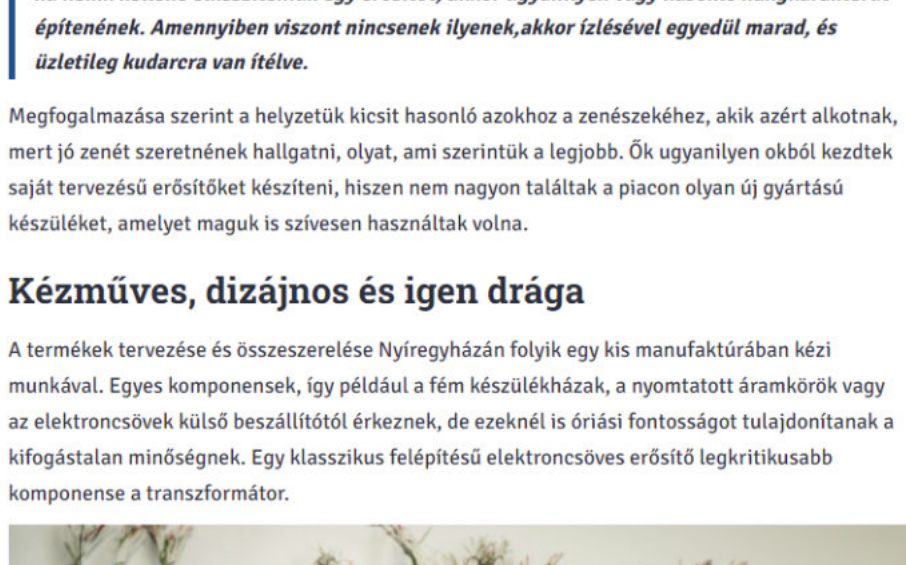 építenének. Amennyiben viszont nincsenek ilyenek,akkor ízlésével egyedül marad, és
üzletileg kudarcra van ítélve.
Megfogalmazása szerint a helyzetük kicsit hasonló azokhoz a zenészekéhez, akik azért alkotnak,
mert jó zenét szeretnének hallgatni, olyat, ami szerintük a legjobb. Ők ugyanilyen okból kezdtek
saját tervezésű erősítőket készíteni, hiszen nem nagyon találtak a piacon olyan új gyártású
készüléket, amelyet maguk is szívesen használtak volna.
Kézműves, dizájnos és igen drága
A termékek tervezése és összeszerelése Nyíregyházán folyik egy kis manufaktúrában kézi
munkával. Egyes komponensek, így például a fém készülékházak, a nyomtatott áramkörök vagy
az elektroncsövek külső beszállítótól érkeznek, de ezeknél is óriási fontosságot tulajdonítanak a
kifogástalan minőségnek. Egy klasszikus felépítésű elektroncsöves erősítő legkritikusabb
komponense a transzformátor.